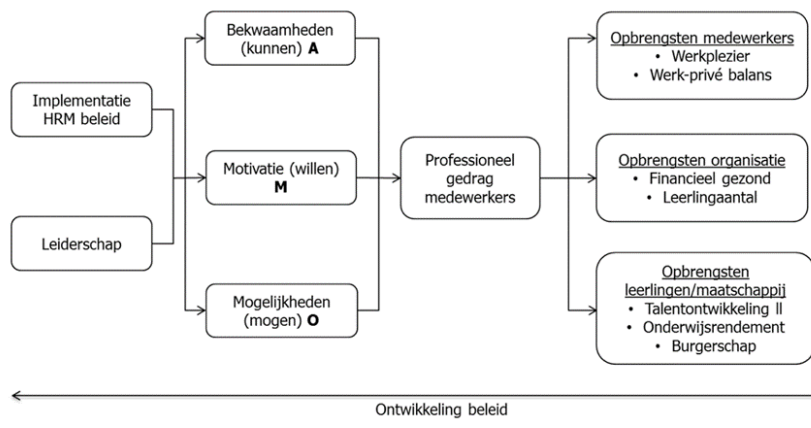 Implementatie
HRM beleid
Leiderschap
Bekwaamheden
(kunnen) A
Motivatie (willen)
M
Mogelijkheden
(mogen) O
Professioneel
gedrag
medewerkers
Opbrengsten medewerkers
• Werkplezier
• Werk-privé balans
Opbrengsten organisatie
• Financieel gezond
• Leerlingaantal
Opbrengsten
leerlingen/maatschappij
• Talentontwikkeling ll
• Onderwijsrendement
• Burgerschap
Ontwikkeling beleid